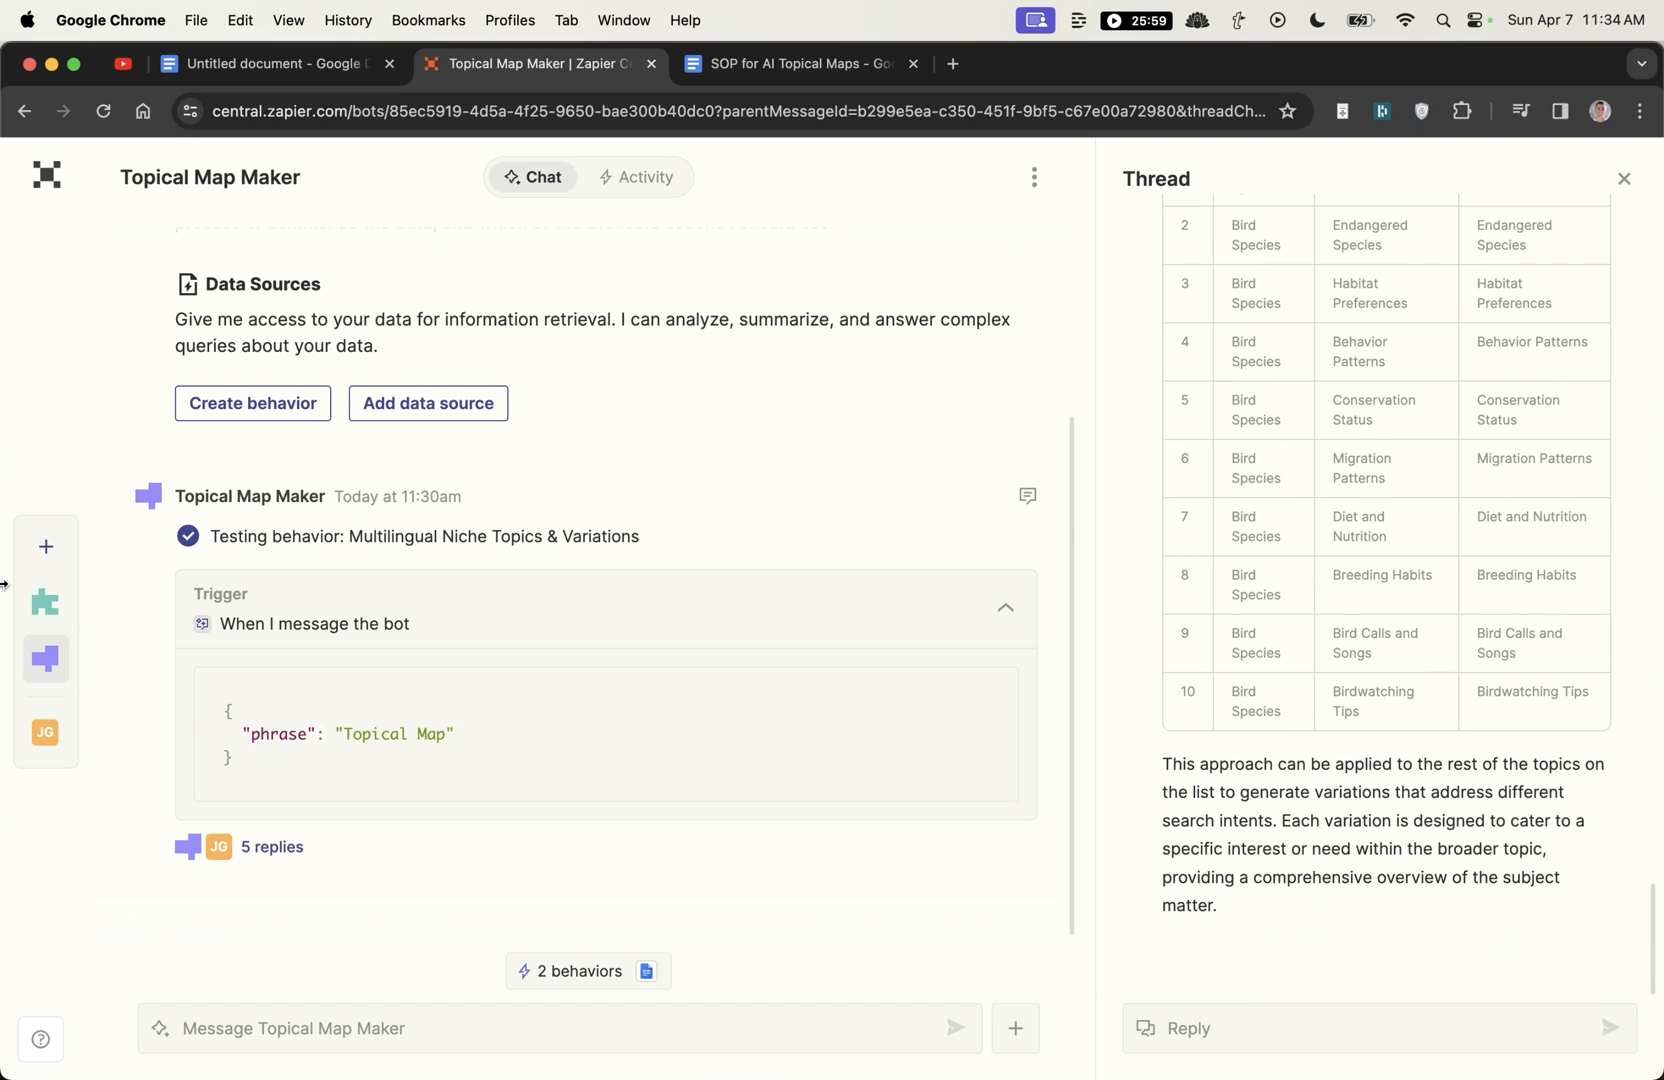 Google Chrome File Edit View History Bookmarks Profiles Tab Window Help 25:59 Sun Apr 7 11:34 AM
Untitled document - Google D
Topical Map Maker | Zapier Ce
SOP for AI Topical Maps - Goo
central.zapier.com/bots/85ec5919-4d5a-4f25-9650-bae300b40dc0?parentMessageId=b299e5ea-c350-451f-9bf5-c67e00a72980&threadCh...
Topical Map Maker
Chat
Activity
Data Sources
Give me access to your data for information retrieval. I can analyze, summarize, and answer complex
queries about your data.
Create behavior
Add data source
Topical Map Maker Today at 11:30am
Testing behavior: Multilingual Niche Topics & Variations
Trigger
When I message the bot
{
"phrase": "Topical Map"
}
JG
JG 5 replies
2 behaviors
Message Topical Map Maker
Thread
2 Bird Species Endangered Species Endangered Species
3 Bird Species Habitat Preferences Habitat Preferences
4 Bird Species Behavior Patterns Behavior Patterns
5 Bird Species Conservation Status Conservation Status
6 Bird Species Migration Patterns Migration Patterns
7 Bird Species Diet and Nutrition Diet and Nutrition
8 Bird Species Breeding Habits Breeding Habits
9 Bird Species Bird Calls and Songs Bird Calls and Songs
10 Bird Species Birdwatching Tips Birdwatching Tips
This approach can be applied to the rest of the topics on
the list to generate variations that address different
search intents. Each variation is designed to cater to a
specific interest or need within the broader topic,
providing a comprehensive overview of the subject
matter.
Reply